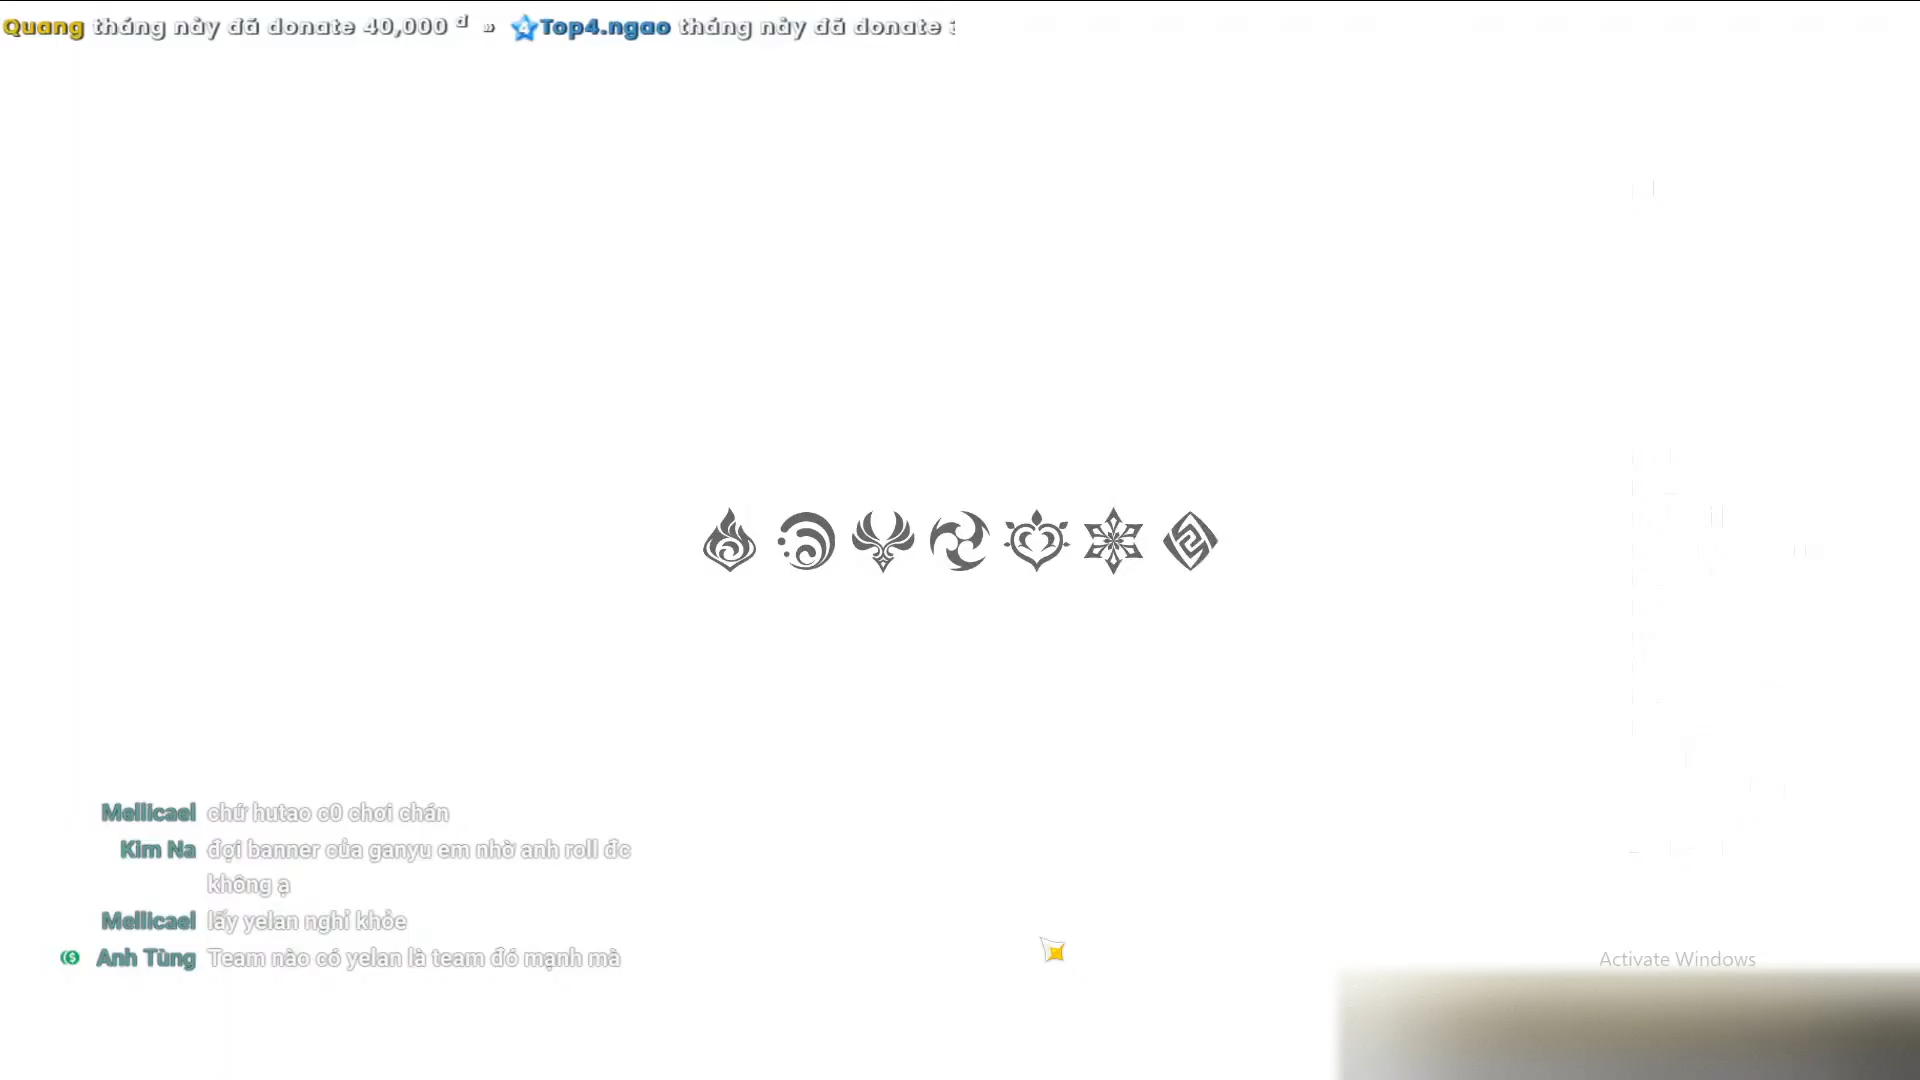 Quang tháng này đã donate 40,000 đ » Top4.ngao tháng này đã donate
Mellicael chứ hutao c0 chơi chán
Kim Na đợi banner của ganyu em nhờ anh roll đc
không ạ
Mellicael lấy yelan nghỉ khỏe
Anh Tùng Team nào có yelan là team đó mạnh mà
Activate Windows